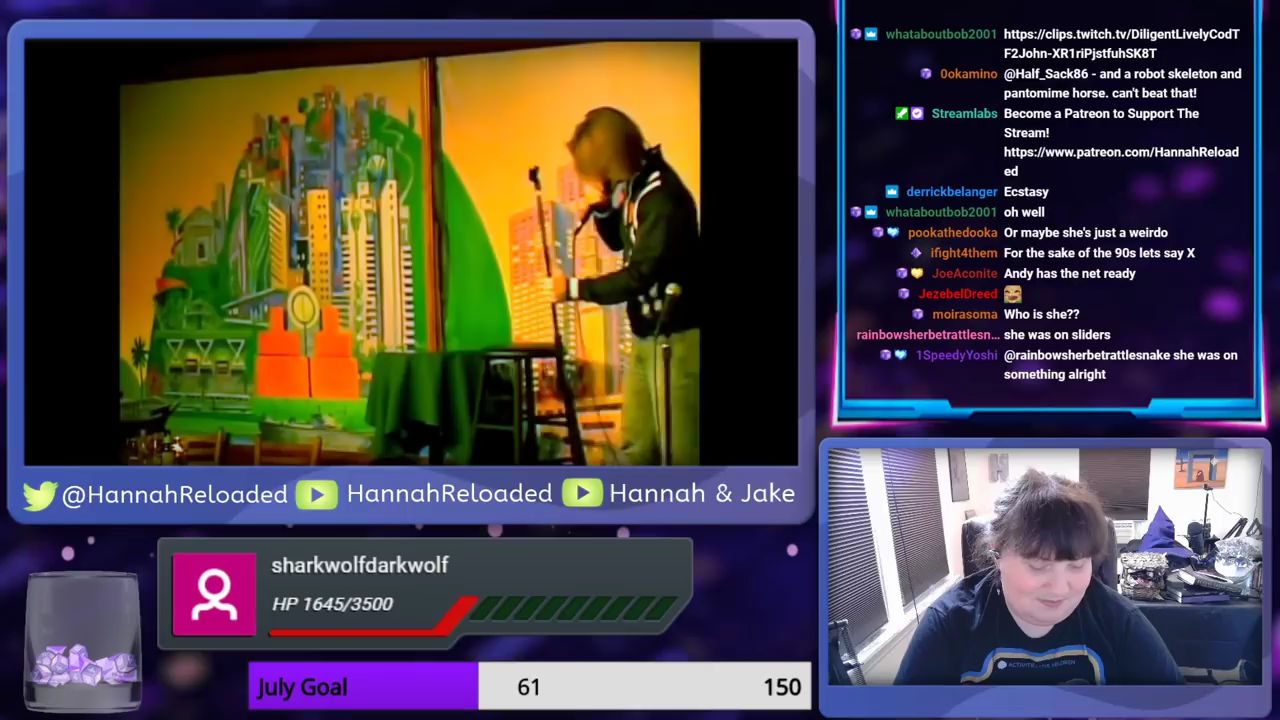 whataboutbob2001 https://clips.twitch.tv/DiligentLivelyCodT
F2John-XR1riPjstfuhSK8T
0okamino @Half_Sack86 - and a robot skeleton and
pantomime horse. can't beat that!
Streamlabs Become a Patreon to Support The
Stream!
https://www.patreon.com/HannahReload
ed
derrickbelanger Ecstasy
whataboutbob2001 oh well
pookathedooka Or maybe she's just a weirdo
ifight4them For the sake of the 90s lets say X
JoeAconite Andy has the net ready
JezebelDreed
moirasoma Who is she??
rainbowsherbetrattlesn... she was on sliders
1SpeedyYoshi @rainbowsherbetrattlesnake she was on
something alright
@HannahReloaded HannahReloaded Hannah & Jake
sharkwolfdarkwolf
HP 1645/3500
July Goal 61 150